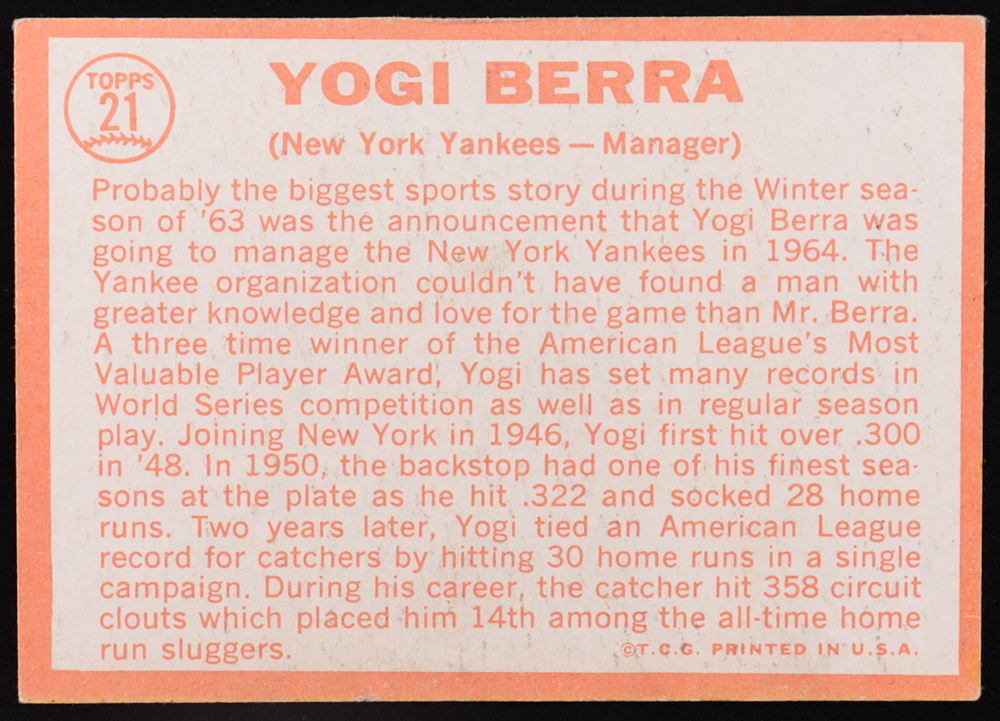 TOPPS
21
YOGI BERRA
(New York Yankees — Manager)
Probably the biggest sports story during the Winter sea-
son of '63 was the announcement that Yogi Berra was
going to manage the New York Yankees in 1964. The
Yankee organization couldn't have found a man with
greater knowledge and love for the game than Mr. Berra.
A three time winner of the American League's Most
Valuable Player Award, Yogi has set many records in
World Series competition as well as in regular season
play. Joining New York in 1946, Yogi first hit over .300
in '48. In 1950, the backstop had one of his finest sea-
sons at the plate as he hit .322 and socked 28 home
runs. Two years later, Yogi tied an American League
record for catchers by hitting 30 home runs in a single
campaign. During his career, the catcher hit 358 circuit
clouts which placed him 14th among the all-time home
run sluggers.
©T.C.G. PRINTED IN U.S.A.